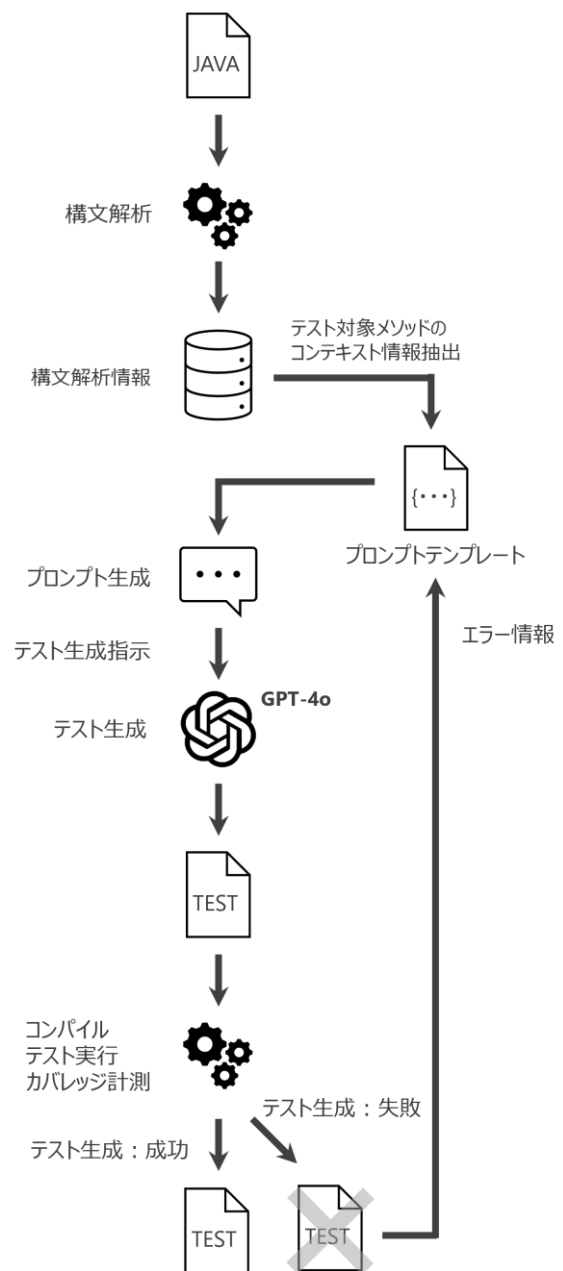 JAVA
構文解析
テスト対象メソッドの
コンテキスト情報抽出
構文解析情報
{・・・}
プロンプトテンプレート
プロンプト生成
エラー情報
テスト生成指示
GPT-4o
テスト生成
TEST
コンパイル
テスト実行
カバレッジ計測
テスト生成：失敗
テスト生成：成功
TEST
TEST